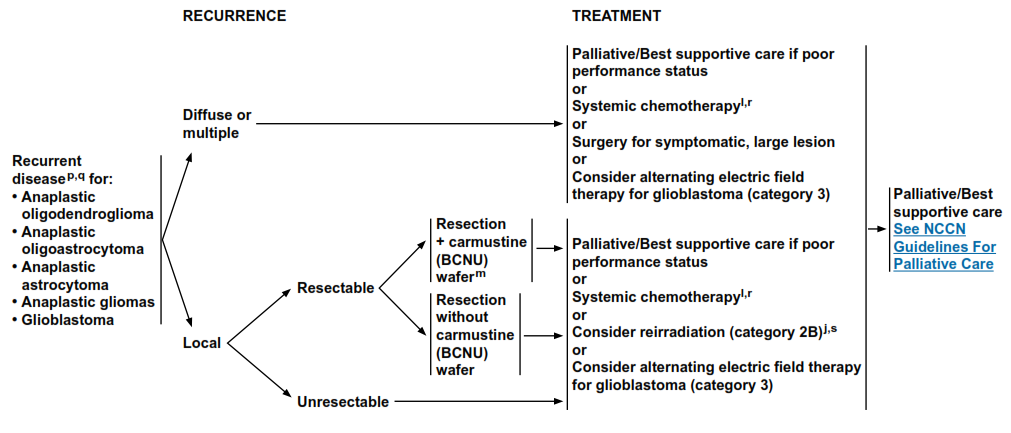 RECURRENCE
TREATMENT
Recurrent
disease^p,q for:
• Anaplastic
oligodendroglioma
• Anaplastic
oligoastrocytoma
• Anaplastic
astrocytoma
• Anaplastic gliomas
• Glioblastoma
Diffuse or
multiple
Palliative/Best supportive care if poor
performance status
or
Systemic chemotherapy^l,r
or
Surgery for symptomatic, large lesion
or
Consider alternating electric field
therapy for glioblastoma (category 3)
Local
Resectable
Resection
+ carmustine
(BCNU)
wafer^m
Resection
without
carmustine
(BCNU)
wafer
Unresectable
Palliative/Best supportive care if poor
performance status
or
Systemic chemotherapy^l,r
or
Consider reirradiation (category 2B)^j,s
or
Consider alternating electric field therapy
for glioblastoma (category 3)
Palliative/Best
supportive care
See NCCN
Guidelines For
Palliative Care